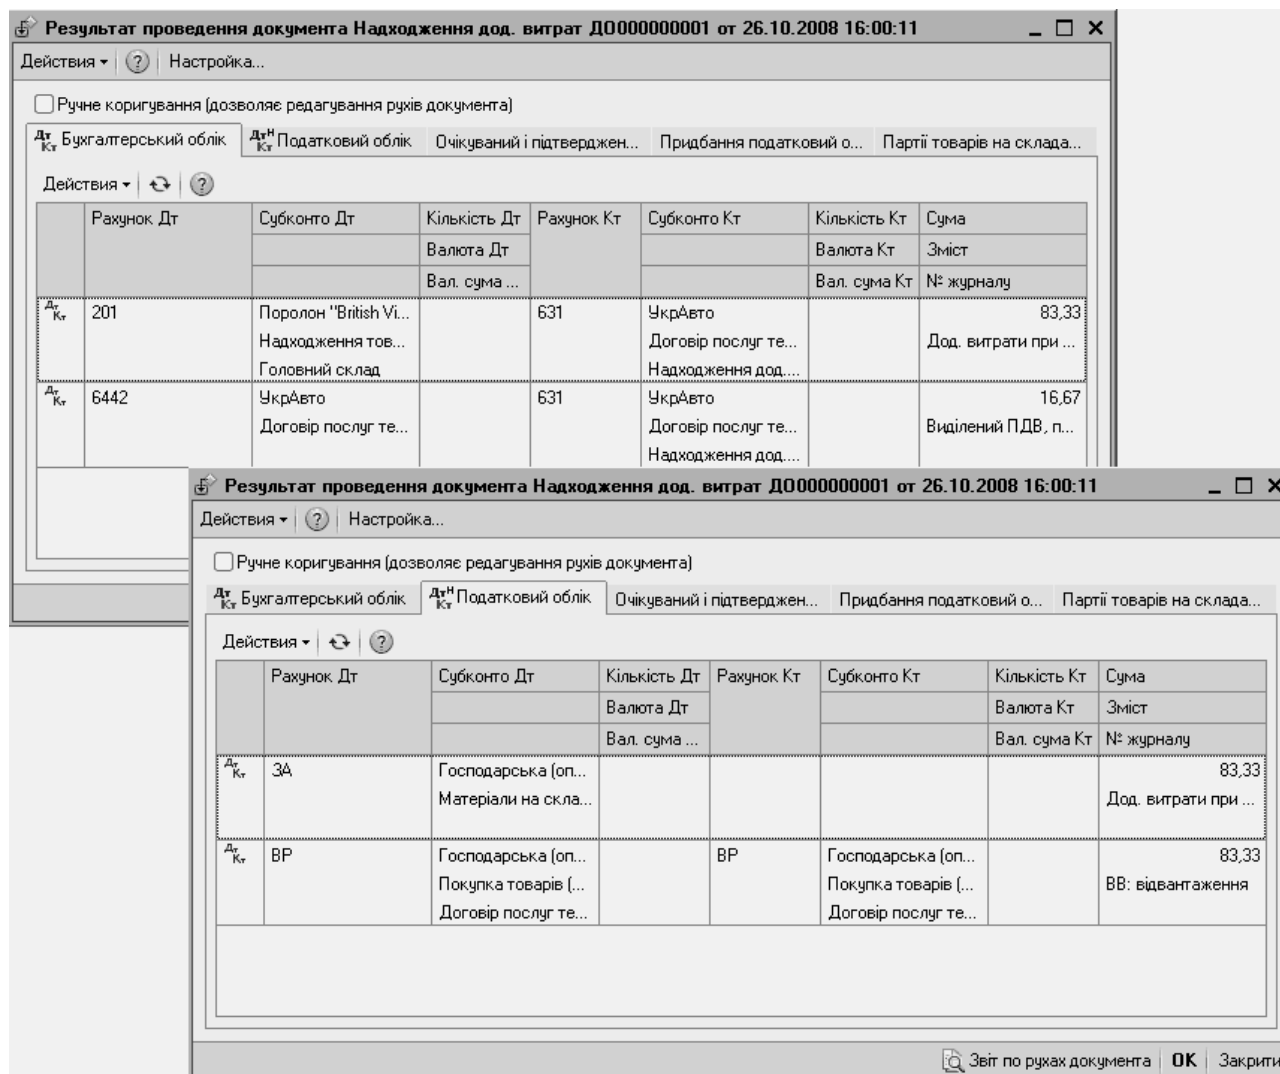 Результат проведення документа Надходження дод. витрат ДО000000001 от 26.10.2008 16:00:11
Действия Настройка...
Ручне коригування (дозволяє редагування рухів документа)
Бухгалтерський облік Податковий облік Очікуваний і підтверджен... Придбання податковий о... Партії товарів на склада...
Действия
Рахунок Дт Субконто Дт Кількість Дт Рахунок Кт Субконто Кт Кількість Кт Сума
Валюта Дт Валюта Кт Зміст
Вал. сума ... Вал. сума Кт № журналу
201 Поролон "British Vi... 631 УкрАвто 83,33
Надходження тов... Договір послуг те... Дод. витрати при ...
Головний склад Надходження дод....
6442 УкрАвто 631 УкрАвто 16,67
Договір послуг те... Договір послуг те... Виділений ПДВ, п...
Надходження дод....
Результат проведення документа Надходження дод. витрат ДО000000001 от 26.10.2008 16:00:11
Действия Настройка...
Ручне коригування (дозволяє редагування рухів документа)
Бухгалтерський облік Податковий облік Очікуваний і підтверджен... Придбання податковий о... Партії товарів на склада...
Действия
Рахунок Дт Субконто Дт Кількість Дт Рахунок Кт Субконто Кт Кількість Кт Сума
Валюта Дт Валюта Кт Зміст
Вал. сума ... Вал. сума Кт № журналу
ЗА Господарська (оп... 83,33
Матеріали на скла... Дод. витрати при ...
ВР Господарська (оп... ВР Господарська (оп... 83,33
Покупка товарів (... Покупка товарів (... ВВ: відвантаження
Договір послуг те... Договір послуг те...
Звіт по рухах документа OK Закрити